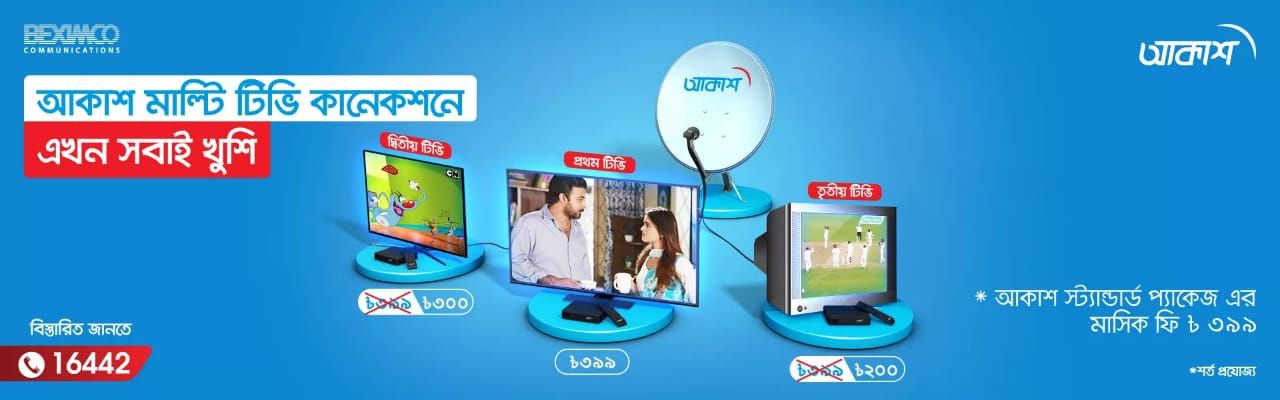 BEXIMCO
COMMUNICATIONS
আকাশ
আকাশ মাল্টি টিভি কানেকশনে
এখন সবাই খুশি
আকাশ
দ্বিতীয় টিভি
প্রথম টিভি
তৃতীয় টিভি
CN
৳৩৯৯ ৳৩০০
৳৩৯৯
৳৩৯৯ ৳২০০
* আকাশ স্ট্যান্ডার্ড প্যাকেজ এর
মাসিক ফি ৳ ৩৯৯
*শর্ত প্রযোজ্য
বিস্তারিত জানতে
16442